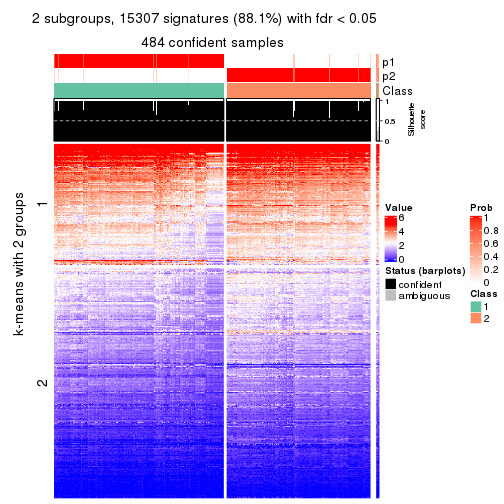 2 subgroups, 15307 signatures (88.1%) with fdr < 0.05
484 confident samples
p1
p2
Class
1
0.5
0
Silhouette
score
k-means with 2 groups
1
2
Value
6
4
2
0
Status (barplots)
confident
ambiguous
Prob
1
0.8
0.6
0.4
0.2
0
Class
1
2